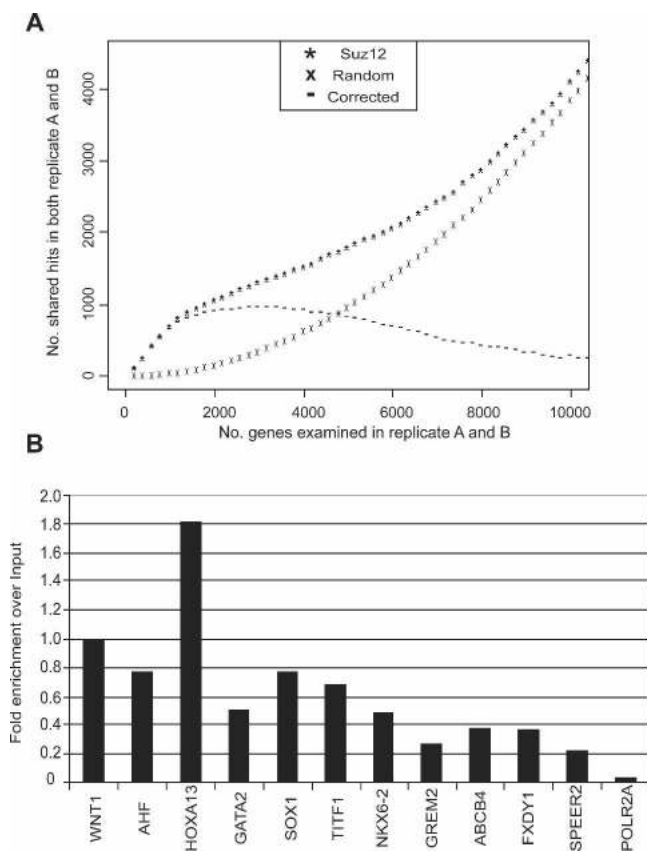 A
* Suz12
x Random
- Corrected
No. shared hits in both replicate A and B
4000
3000
2000
1000
0
0 2000 4000 6000 8000 10000
No. genes examined in replicate A and B
B
Fold enrichment over Input
2.0
1.8
1.6
1.4
1.2
1.0
0.8
0.6
0.4
0.2
0
WNT1
AHF
HOXA13
GATA2
SOX1
TITF1
NKX6-2
GREM2
ABCB4
FXDY1
SPEER2
POLR2A